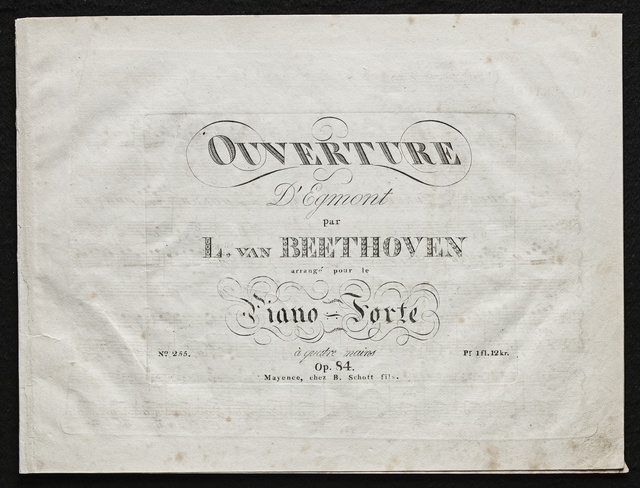 OUVERTURE
D'Egmont
par
L. VAN BEETHOVEN
arrangé pour le
Piano-Forte
à quatre mains
No. 255. Pr 1 fl. 12 kr.
Op. 84.
Mayence, chez B. Schott fils.